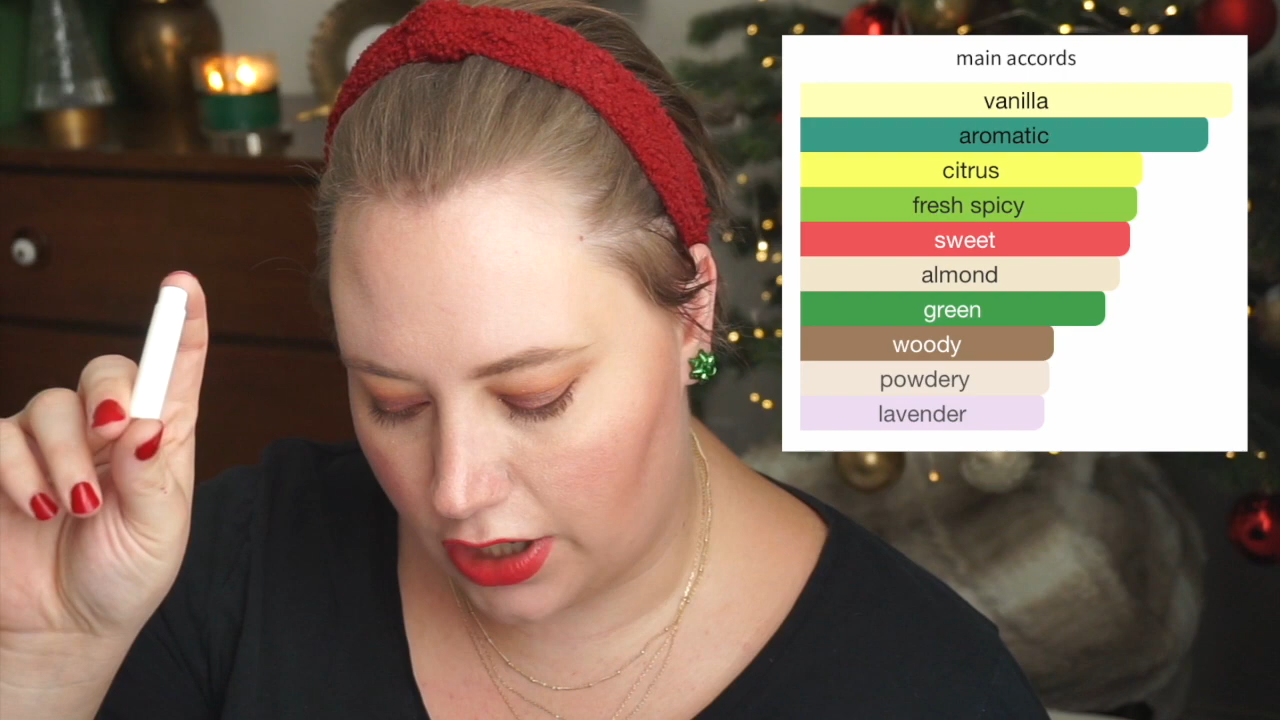 main accords
vanilla
aromatic
citrus
fresh spicy
sweet
almond
green
woody
powdery
lavender